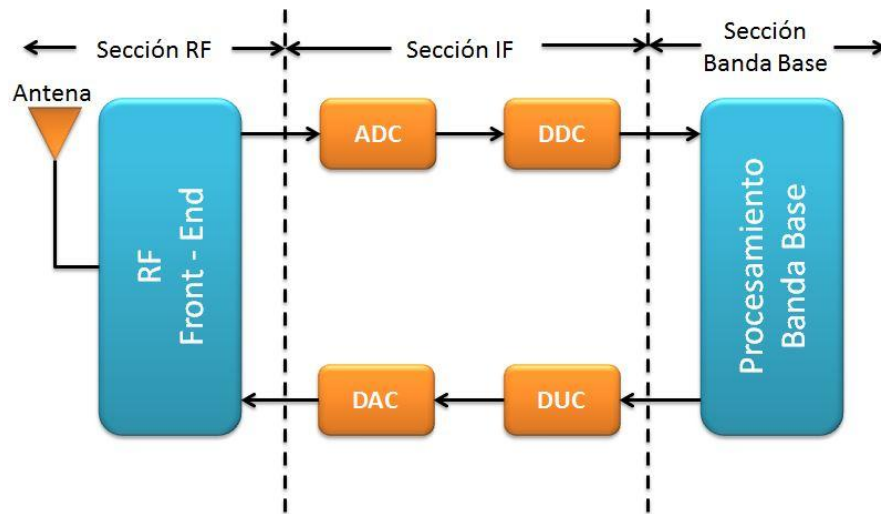 Sección RF
Sección IF
Sección
Banda Base
Antena
RF
Front - End
ADC
DDC
Procesamiento
Banda Base
DAC
DUC